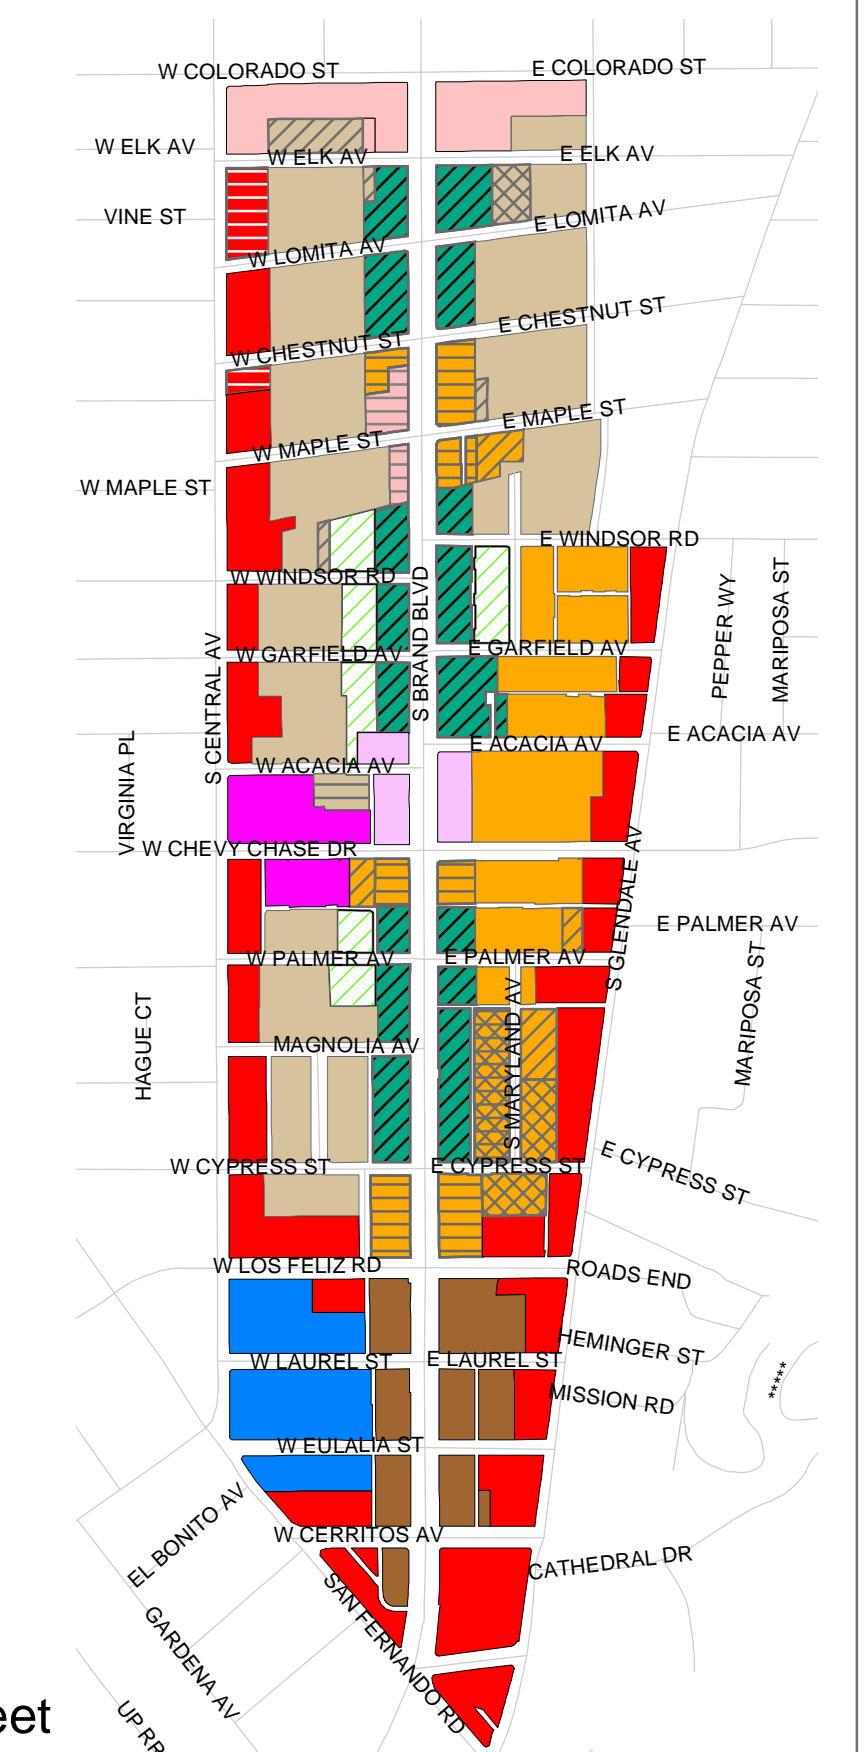 W COLORADO ST
E COLORADO ST
W ELK AV
W ELK AV
E ELK AV
VINE ST
E LOMITA AV
W LOMITA AV
E CHESTNUT ST
W CHESTNUT ST
E MAPLE ST
W MAPLE ST
W MAPLE ST
E WINDSOR RD
W WINDSOR RD
S BRAND BLVD
PEPPER WY
MARIPOSA ST
S CENTRAL AV
W GARFIELD AV
E GARFIELD AV
E ACACIA AV
E ACACIA AV
W ACACIA AV
VIRGINIA PL
W CHEVY CHASE DR
S GLENDALE AV
E PALMER AV
W PALMER AV
E PALMER AV
S MARYLAND AV
MARIPOSA ST
HAGUE CT
MAGNOLIA AV
W CYPRESS ST
E CYPRESS ST
E CYPRESS ST
W LOS FELIZ RD
ROADS END
HEMINGER ST
W LAUREL ST
E LAUREL ST
*****
MISSION RD
W EULALIA ST
EL BONITO AV
W CERRITOS AV
CATHEDRAL DR
SAN FERNANDO RD
GARDENA AV
UP RR
eet